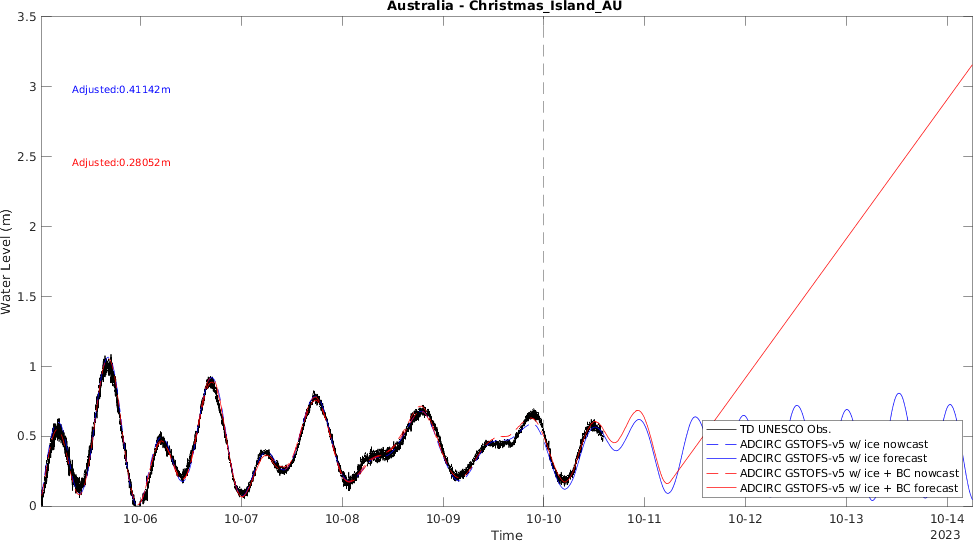 Australia - Christmas_Island_AU
3.5
3
2.5
2
1.5
1
0.5
0
Water Level (m)
Adjusted:0.41142m
Adjusted:0.28052m
TD UNESCO Obs.
ADCIRC GSTOFS-v5 w/ ice nowcast
ADCIRC GSTOFS-v5 w/ ice forecast
ADCIRC GSTOFS-v5 w/ ice + BC nowcast
ADCIRC GSTOFS-v5 w/ ice + BC forecast
10-06 10-07 10-08 10-09 10-10 10-11 10-12 10-13 10-14
Time
2023